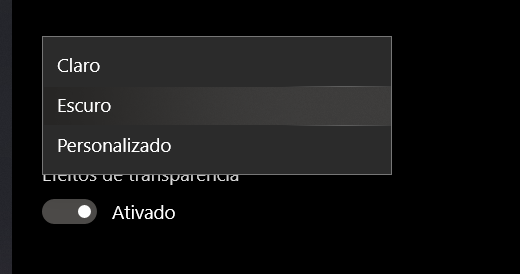 Claro
Escuro
Personalizado
Efeitos de transparência
Ativado